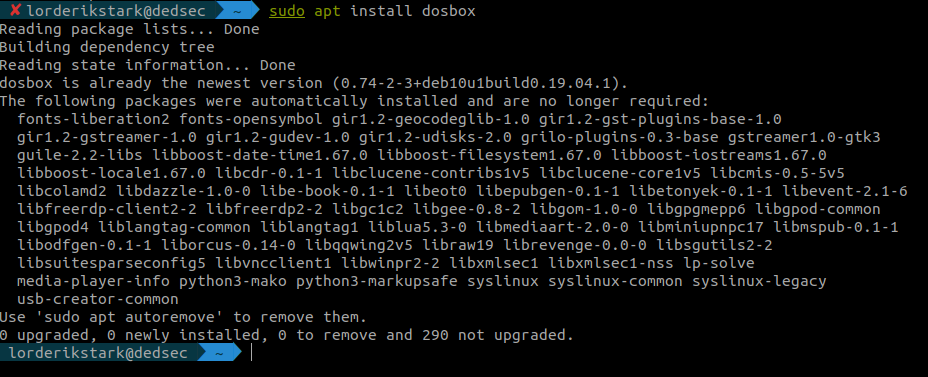 ✘ lorderikstark@dedsec ~ sudo apt install dosbox
Reading package lists... Done
Building dependency tree
Reading state information... Done
dosbox is already the newest version (0.74-2-3+deb10u1build0.19.04.1).
The following packages were automatically installed and are no longer required:
fonts-liberation2 fonts-opensymbol gir1.2-geocodeglib-1.0 gir1.2-gst-plugins-base-1.0
gir1.2-gstreamer-1.0 gir1.2-gudev-1.0 gir1.2-udisks-2.0 grilo-plugins-0.3-base gstreamer1.0-gtk3
guile-2.2-libs libboost-date-time1.67.0 libboost-filesystem1.67.0 libboost-iostreams1.67.0
libboost-locale1.67.0 libcdr-0.1-1 libclucene-contribs1v5 libclucene-core1v5 libcmis-0.5-5v5
libcolamd2 libdazzle-1.0-0 libe-book-0.1-1 libeot0 libepubgen-0.1-1 libetonyek-0.1-1 libevent-2.1-6
libfreerdp-client2-2 libfreerdp2-2 libgc1c2 libgee-0.8-2 libgom-1.0-0 libgpgmepp6 libgpod-common
libgpod4 liblangtag-common liblangtag1 liblua5.3-0 libmediaart-2.0-0 libminiupnpc17 libmspub-0.1-1
libodfgen-0.1-1 liborcus-0.14-0 libqqwing2v5 libraw19 librevenge-0.0-0 libsgutils2-2
libsuitesparseconfig5 libvncclient1 libwinpr2-2 libxmlsec1 libxmlsec1-nss lp-solve
media-player-info python3-mako python3-markupsafe syslinux syslinux-common syslinux-legacy
usb-creator-common
Use 'sudo apt autoremove' to remove them.
0 upgraded, 0 newly installed, 0 to remove and 290 not upgraded.
lorderikstark@dedsec ~